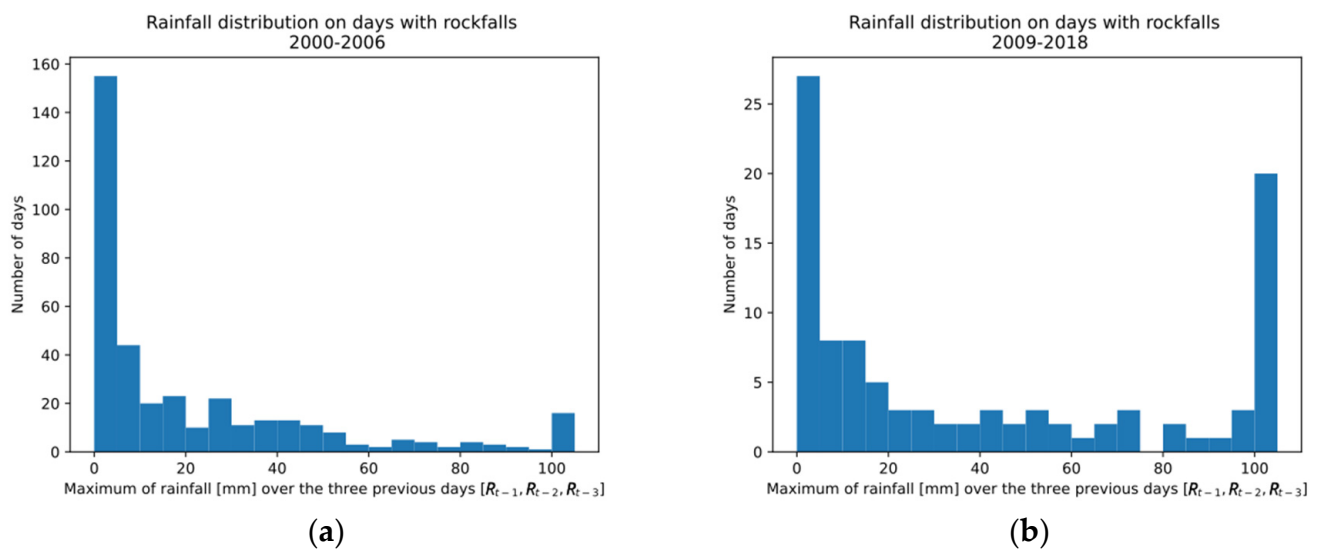 Rainfall distribution on days with rockfalls
2000-2006
160
140
120
100
80
60
40
20
0
Number of days
0 20 40 60 80 100
Maximum of rainfall [mm] over the three previous days [R_{t−1}, R_{t−2}, R_{t−3}]
(a)
Rainfall distribution on days with rockfalls
2009-2018
25
20
15
10
5
0
Number of days
0 20 40 60 80 100
Maximum of rainfall [mm] over the three previous days [R_{t−1}, R_{t−2}, R_{t−3}]
(b)